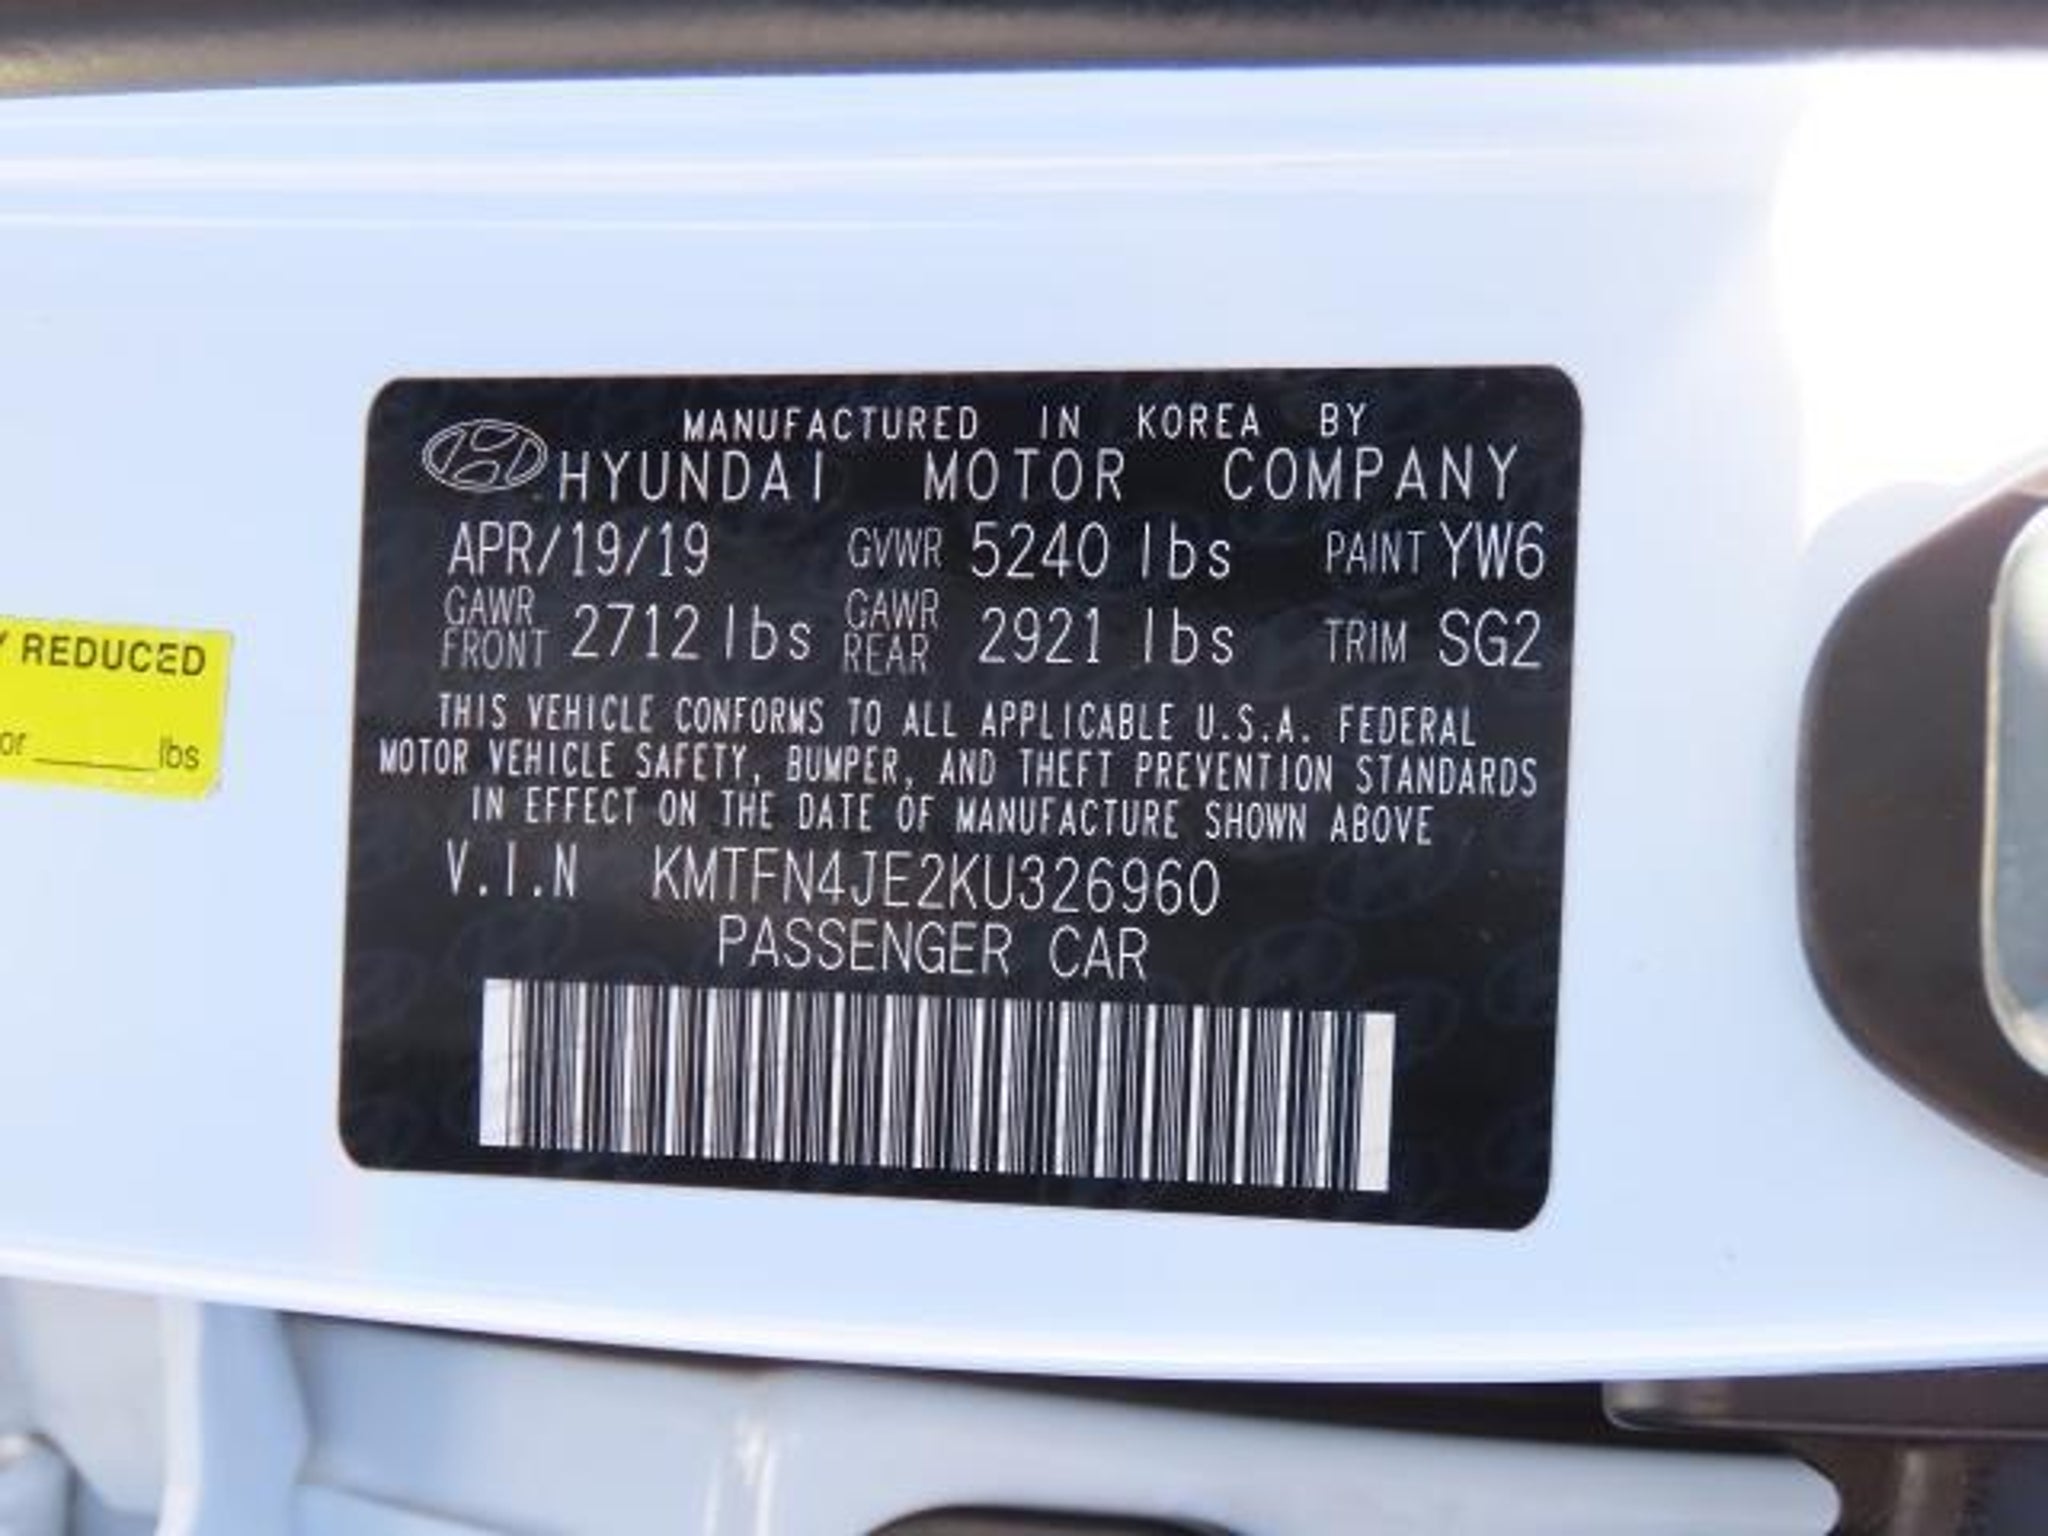 MANUFACTURED IN KOREA BY
HYUNDAI MOTOR COMPANY
APR/19/19 GVWR 5240 lbs PAINT YW6
GAWR FRONT 2712 lbs GAWR REAR 2921 lbs TRIM SG2
THIS VEHICLE CONFORMS TO ALL APPLICABLE U.S.A. FEDERAL
MOTOR VEHICLE SAFETY, BUMPER, AND THEFT PREVENTION STANDARDS
IN EFFECT ON THE DATE OF MANUFACTURE SHOWN ABOVE
V.I.N KMTFN4JE2KU326960
PASSENGER CAR
REDUCED
or ______ lbs